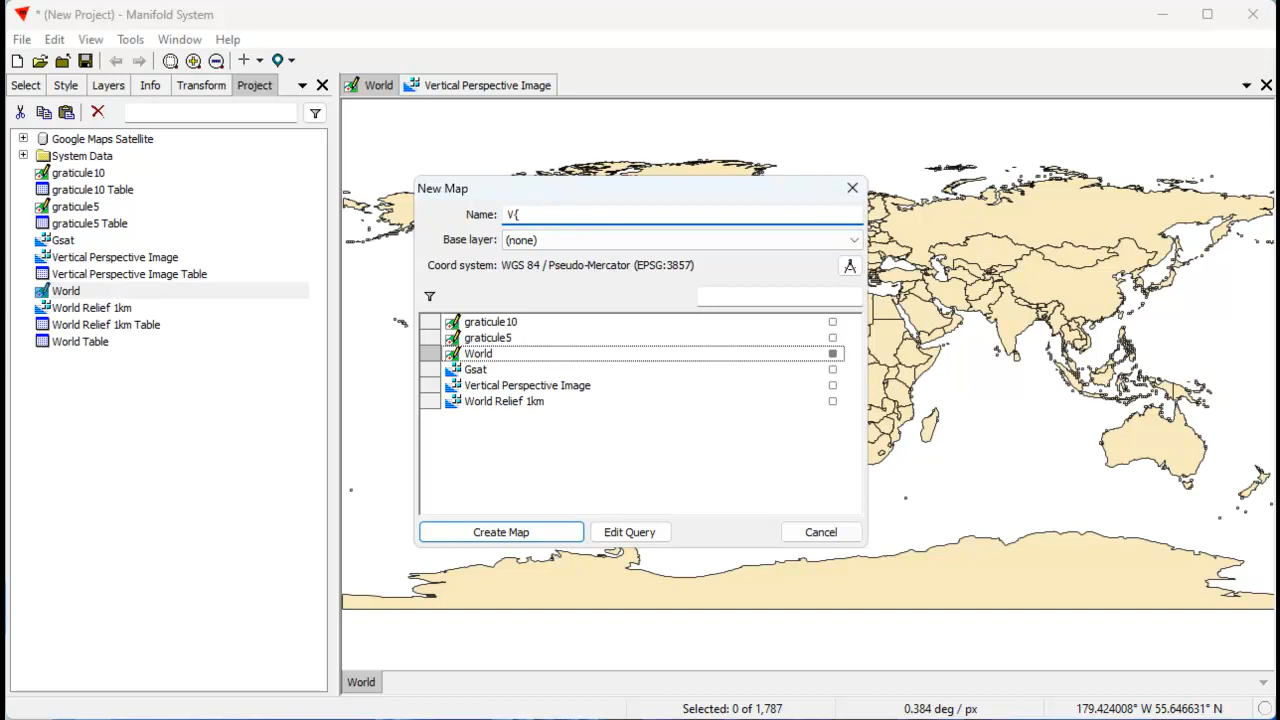 * (New Project) - Manifold System
File Edit View Tools Window Help
Select Style Layers Info Transform Project
World Vertical Perspective Image
Google Maps Satellite
System Data
graticule10
graticule10 Table
graticule5
graticule5 Table
Gsat
Vertical Perspective Image
Vertical Perspective Image Table
World
World Relief 1km
World Relief 1km Table
World Table
New Map
Name: V{
Base layer: (none)
Coord system: WGS 84 / Pseudo-Mercator (EPSG:3857)
graticule10
graticule5
World
Gsat
Vertical Perspective Image
World Relief 1km
Create Map Edit Query Cancel
World
Selected: 0 of 1,787 0.384 deg / px 179.424008° W 55.646631° N